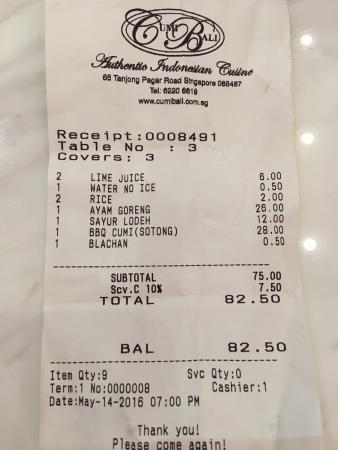 CUMI BALI
Authentic Indonesian Cuisine
66 Tanjong Pagar Road Singapore 088487
Tel: 6220 6619
www.cumibali.com.sg
Receipt:0008491
Table No : 3
Covers: 3
2 LIME JUICE 6.00
1 WATER NO ICE 0.50
2 RICE 2.00
1 AYAM GORENG 26.00
1 SAYUR LODEH 12.00
1 BBQ CUMI(SOTONG) 28.00
1 BLACHAN 0.50
SUBTOTAL 75.00
Scv.C 10% 7.50
TOTAL 82.50
BAL 82.50
Item Qty:9 Svc Qty:0
Term:1 No:0000008 Cashier:1
Date:May-14-2016 07:00 PM
Thank you!
Please come again!